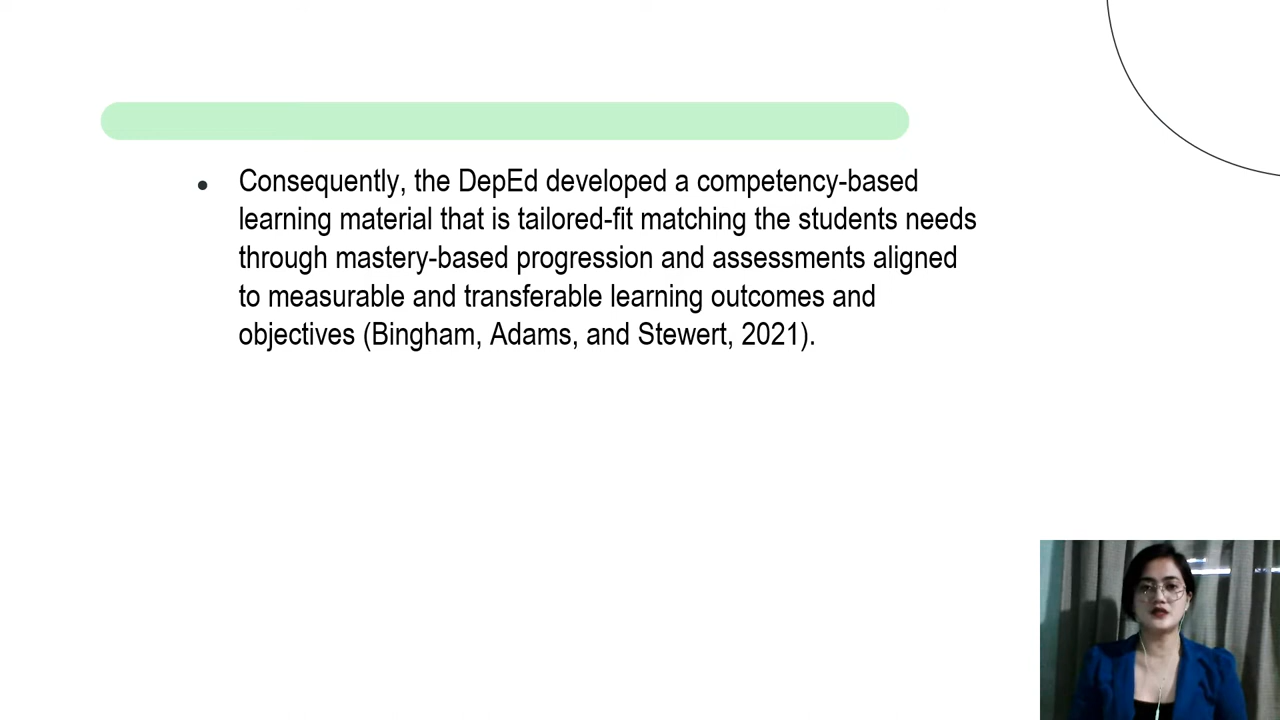 Consequently, the DepEd developed a competency-based
learning material that is tailored-fit matching the students needs
through mastery-based progression and assessments aligned
to measurable and transferable learning outcomes and
objectives (Bingham, Adams, and Stewert, 2021).